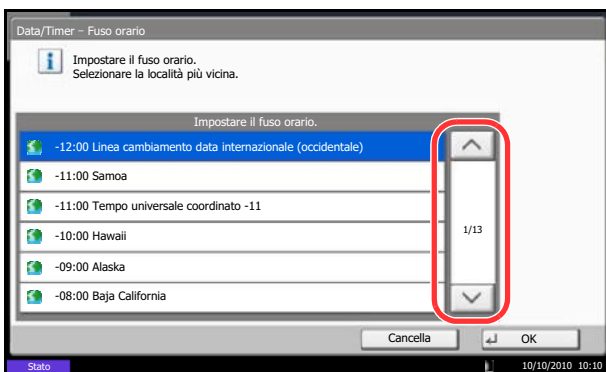 Data/Timer – Fuso orario
Impostare il fuso orario.
Selezionare la località più vicina.
Impostare il fuso orario.
-12:00 Linea cambiamento data internazionale (occidentale)
-11:00 Samoa
-11:00 Tempo universale coordinato -11
1/13
-10:00 Hawaii
-09:00 Alaska
-08:00 Baja California
Cancella
OK
Stato
10/10/2010 10:10